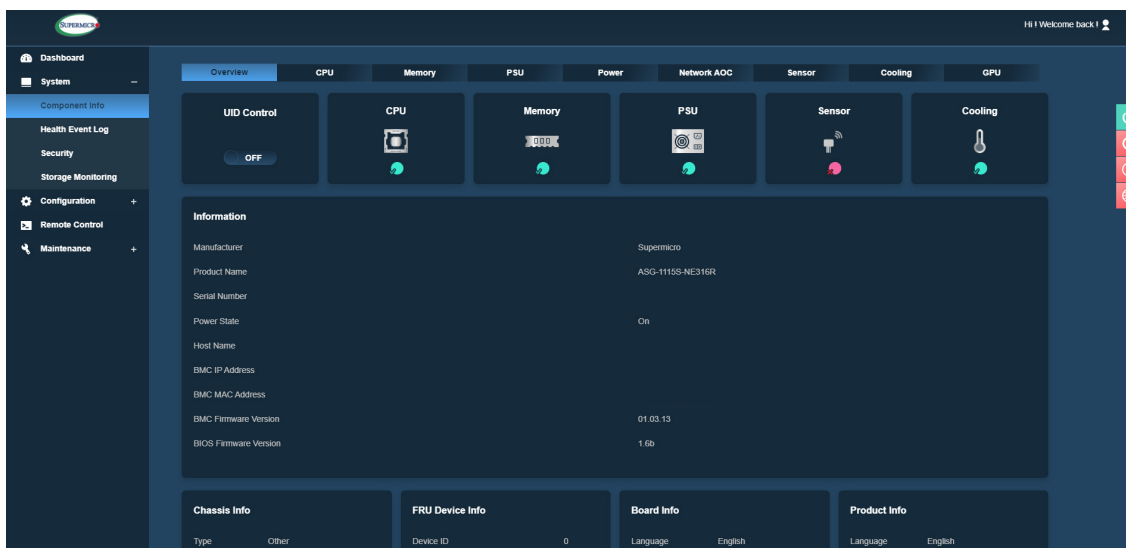 SUPERMICRO
Hi ! Welcome back !
Dashboard
System
Component Info
Health Event Log
Security
Storage Monitoring
Configuration
Remote Control
Maintenance
Overview CPU Memory PSU Power Network AOC Sensor Cooling GPU
UID Control CPU Memory PSU Sensor Cooling
OFF
Information
Manufacturer Supermicro
Product Name ASG-1115S-NE316R
Serial Number
Power State On
Host Name
BMC IP Address
BMC MAC Address
BMC Firmware Version 01.03.13
BIOS Firmware Version 1.6b
Chassis Info FRU Device Info Board Info Product Info
Type Other Device ID 0 Language English Language English